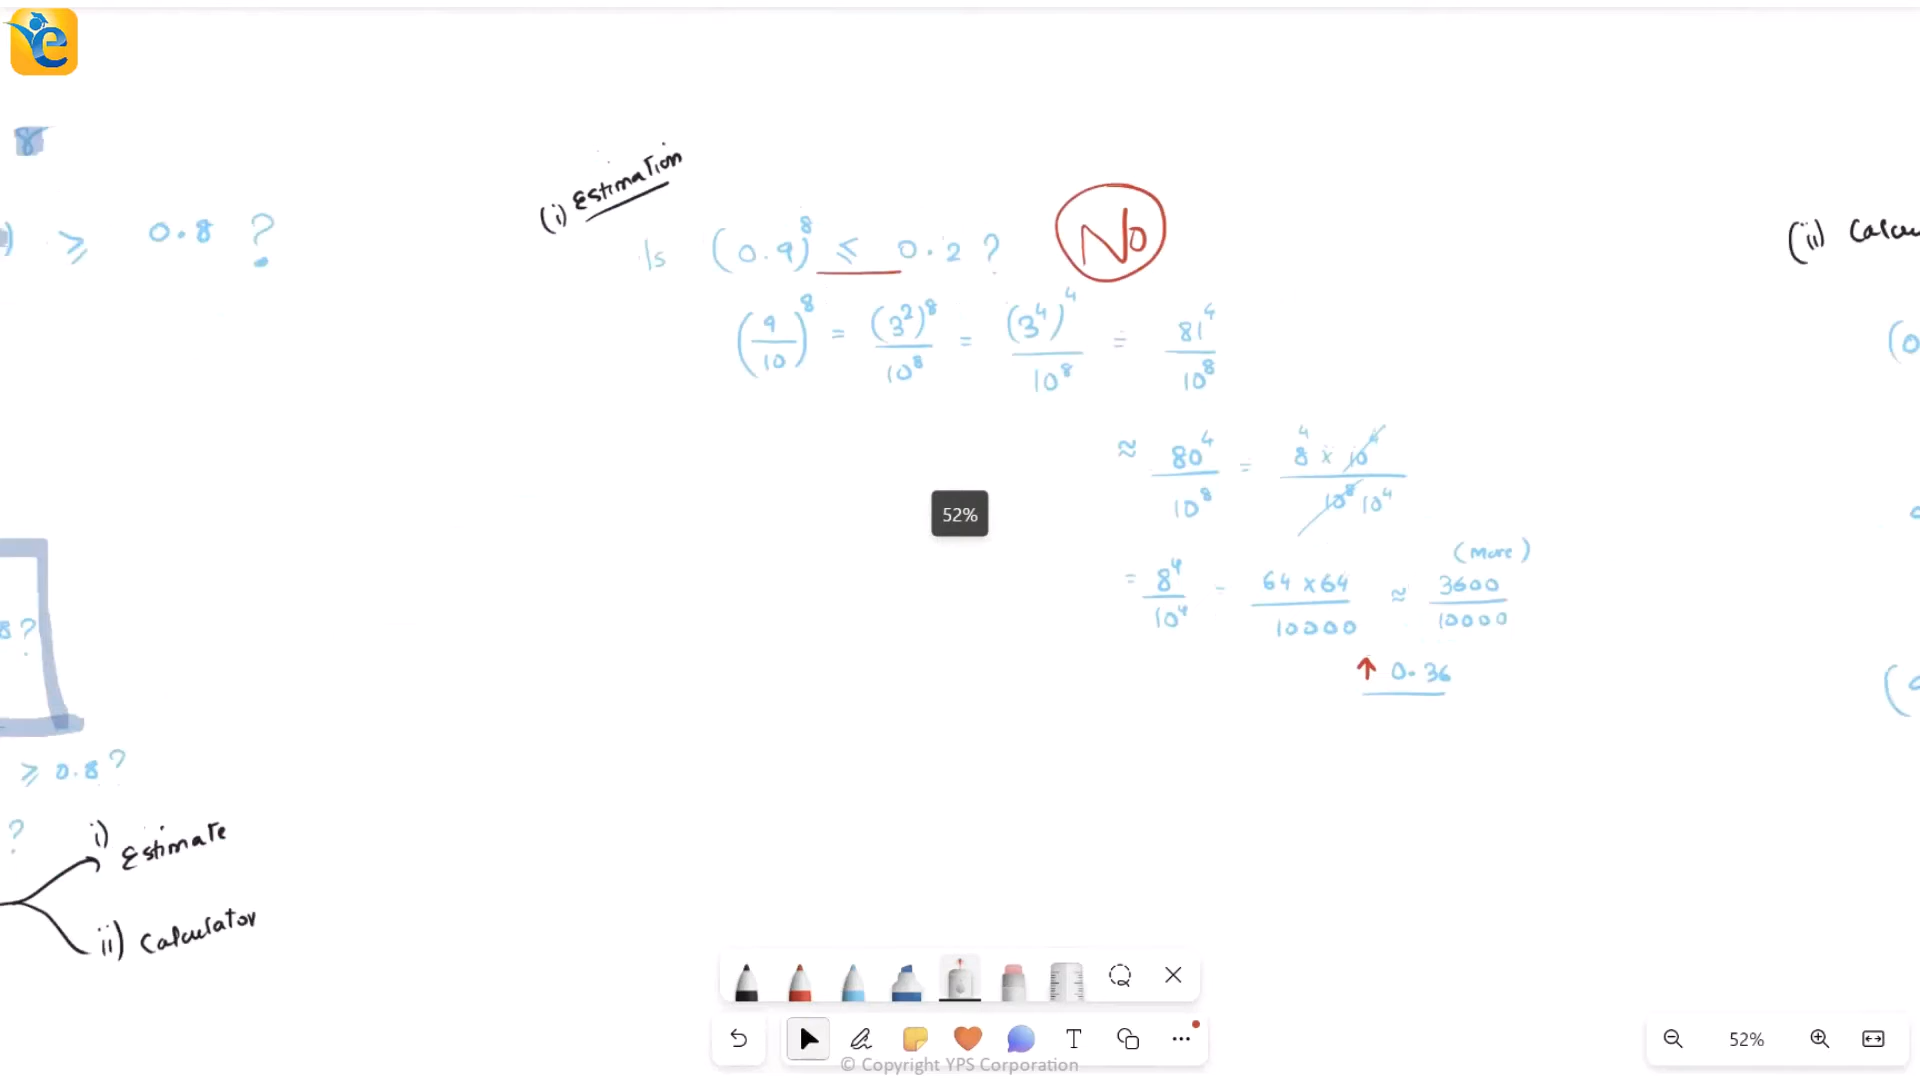 8
) ⩾ 0.8 ?
8 ?
⩾ 0.8 ?
?
i) Estimate
ii) Calculator
(i) Estimation
Is (0.9)^8 ⩽ 0.2 ? No
(9/10)^8 = (3^2)^8/10^8 = (3^4)^4/10^8 = 81^4/10^8
≈ 80^4/10^8 = 8^4 × 10^4/10^8 10^4
(more)
= 8^4/10^4 = 64 × 64/10000 ≈ 3600/10000
↑ 0.36
(ii) Calcu
(0
(
52%
T
52%
© Copyright YPS Corporation